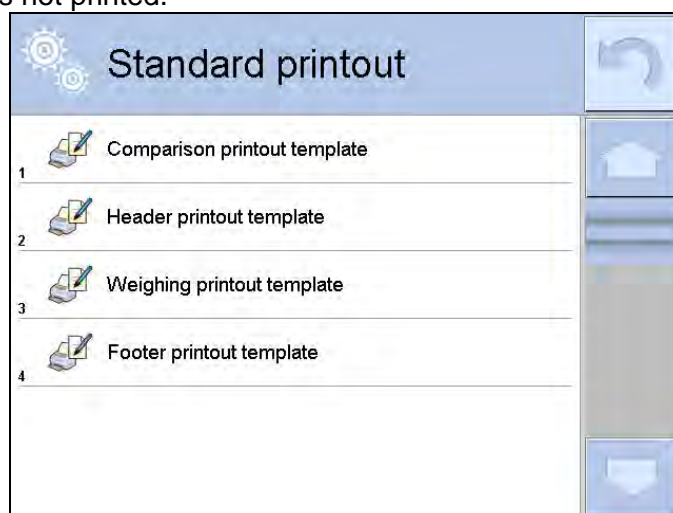 s not printed.
Standard printout
1 Comparison printout template
2 Header printout template
3 Weighing printout template
4 Footer printout template